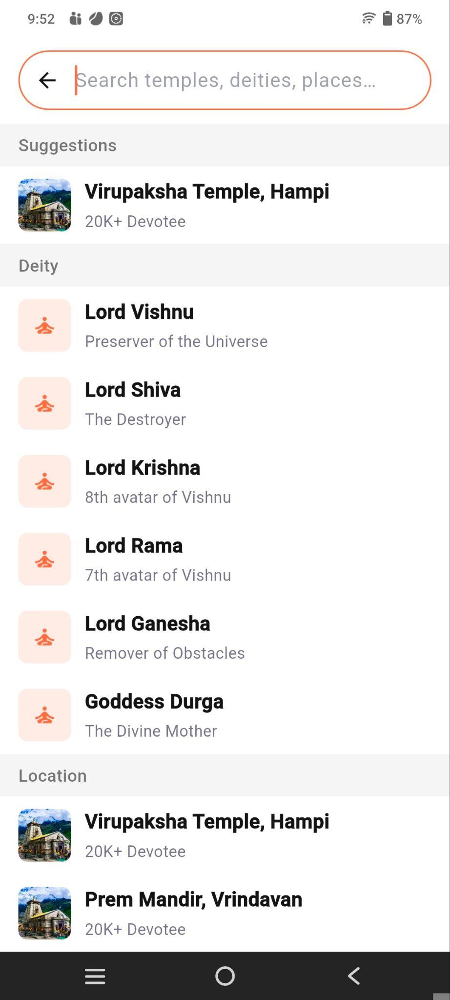 9:52
87%
Search temples, deities, places...
Suggestions
Virupaksha Temple, Hampi
20K+ Devotee
Deity
Lord Vishnu
Preserver of the Universe
Lord Shiva
The Destroyer
Lord Krishna
8th avatar of Vishnu
Lord Rama
7th avatar of Vishnu
Lord Ganesha
Remover of Obstacles
Goddess Durga
The Divine Mother
Location
Virupaksha Temple, Hampi
20K+ Devotee
Prem Mandir, Vrindavan
20K+ Devotee